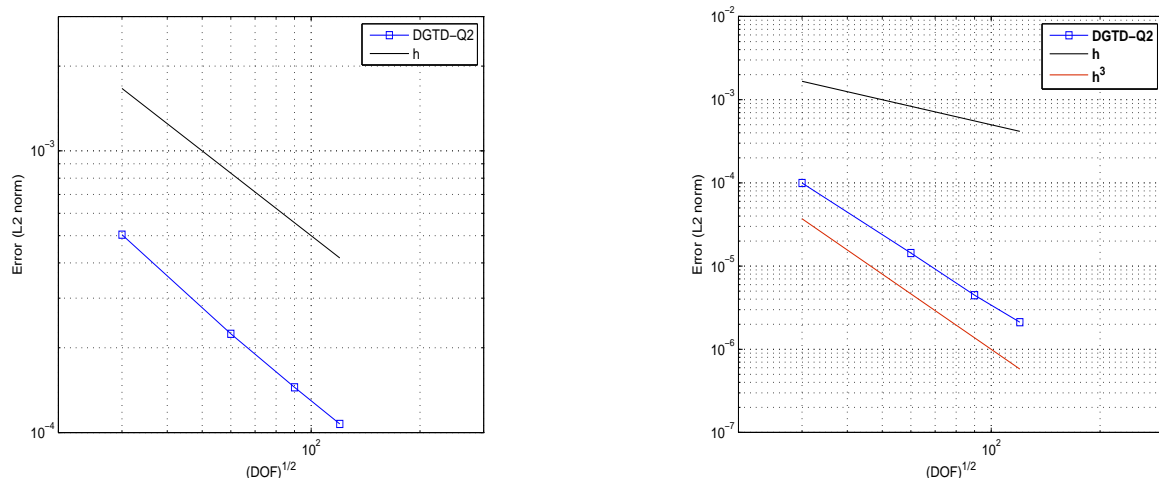 DGTD−Q2
h
10^−3
10^−4
Error (L2 norm)
10^2
(DOF)^1/2
10^−2
DGTD−Q2
h
h^3
10^−3
10^−4
10^−5
10^−6
10^−7
Error (L2 norm)
10^2
(DOF)^1/2